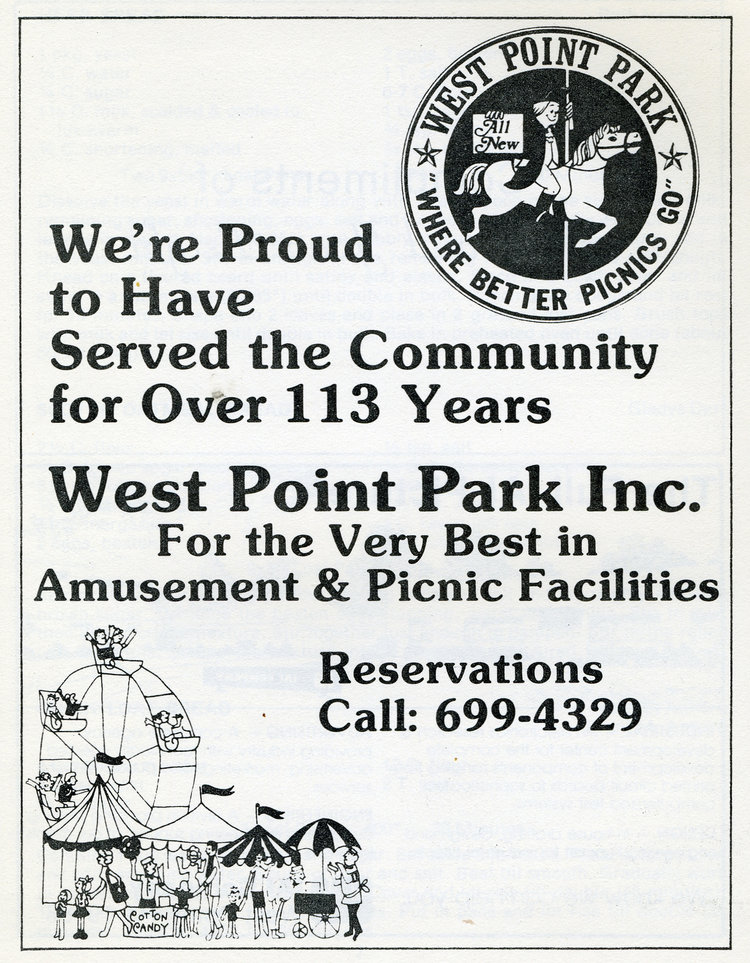 WEST POINT PARK
All
New
"WHERE BETTER PICNICS GO"
We're Proud
to Have
Served the Community
for Over 113 Years
West Point Park Inc.
For the Very Best in
Amusement & Picnic Facilities
Reservations
Call: 699-4329
COTTON
CANDY